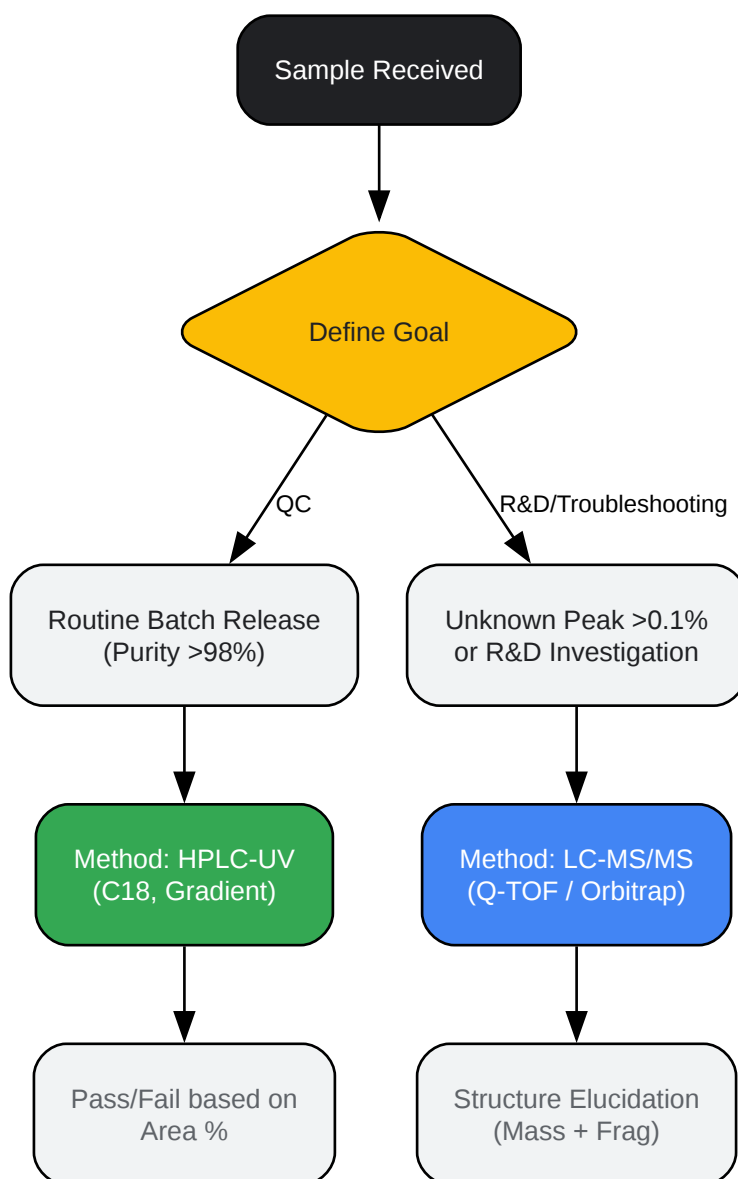 Sample Received
Define Goal
QC
R&D/Troubleshooting
Routine Batch Release
(Purity >98%)
Unknown Peak >0.1%
or R&D Investigation
Method: HPLC-UV
(C18, Gradient)
Method: LC-MS/MS
(Q-TOF / Orbitrap)
Pass/Fail based on
Area %
Structure Elucidation
(Mass + Frag)